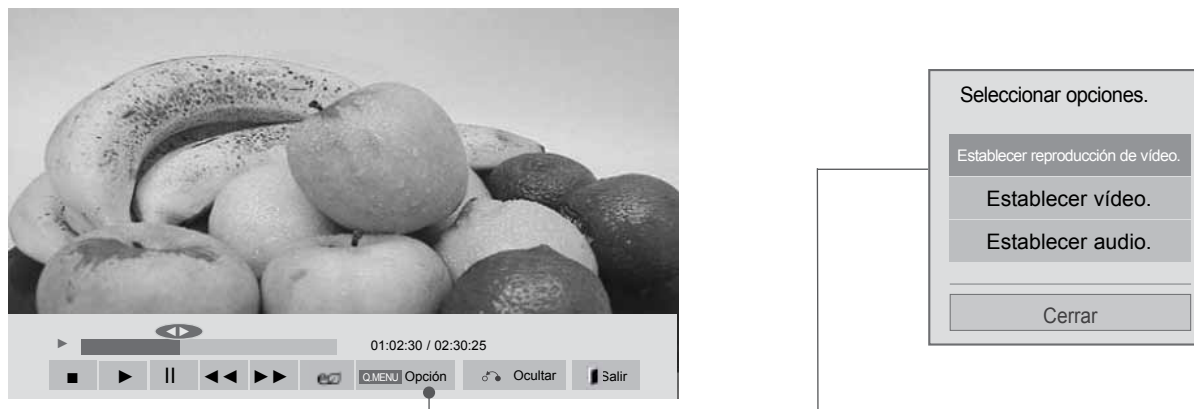 01:02:30 / 02:30:25
Q.MENU Opción
Ocultar
Salir
Seleccionar opciones.
Establecer reproducción de vídeo.
Establecer vídeo.
Establecer audio.
Cerrar